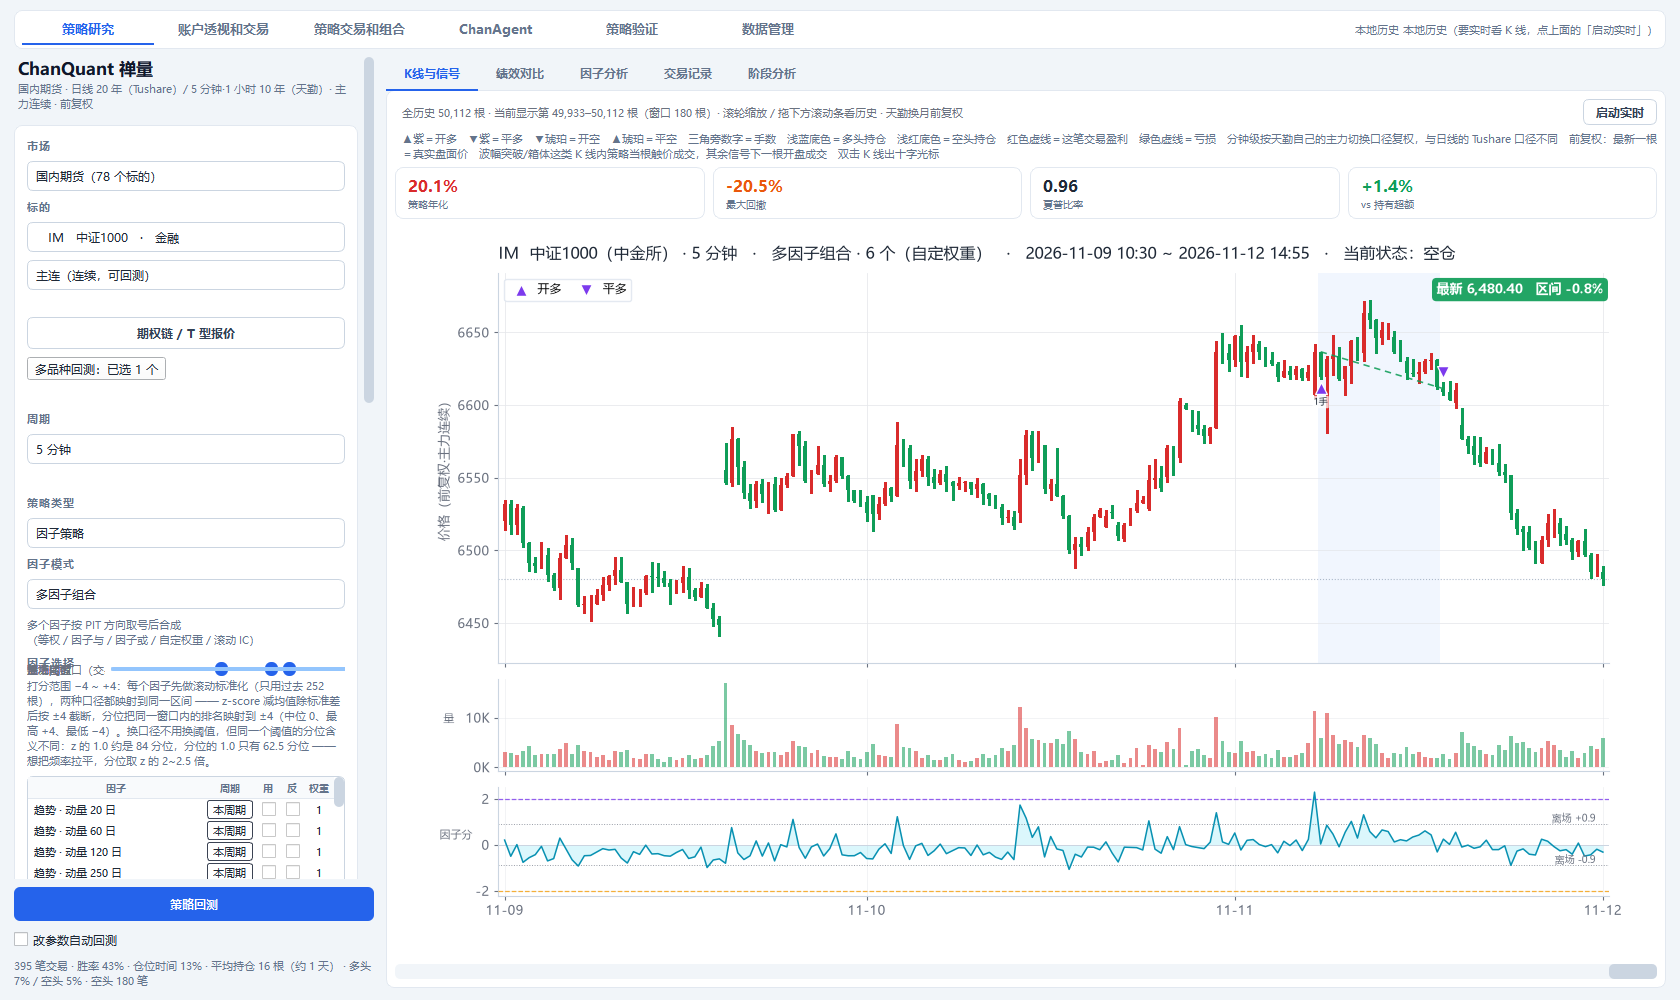 策略研究
账户透视和交易
策略交易和组合
ChanAgent
策略验证
数据管理
本地历史 本地历史（要实时看 K 线，点上面的「启动实时」）
ChanQuant 禅量
国内期货 · 日线 20 年（Tushare）/ 5 分钟·1 小时 10 年（天勤） · 主
力连续 · 前复权
市场
国内期货（78 个标的）
标的
IM 中证1000 · 金融
主连（连续，可回测）
期权链 / T 型报价
多品种回测：已选 1 个
周期
5 分钟
策略类型
因子策略
因子模式
多因子组合
多个因子按 PIT 方向取号后合成
（等权 / 因子与 / 因子或 / 自定权重 / 滚动 IC）
因子选择
窗口（交
打分范围 −4 ~ +4：每个因子先做滚动标准化（只用过去 252
根），两种口径都映射到同一区间 —— z-score 减均值除标准差
后按 ±4 截断，分位把同一窗口内的排名映射到 ±4（中位 0、最
高 +4、最低 −4）。换口径不用换阈值，但同一个阈值的分位含
义不同：z 的 1.0 约是 84 分位，分位的 1.0 只有 62.5 分位 ——
想把频率拉平，分位取 z 的 2~2.5 倍。
因子 周期 用 反 权重
趋势 · 动量 20 日 本周期 1
趋势 · 动量 60 日 本周期 1
趋势 · 动量 120 日 本周期 1
趋势 · 动量 250 日 本周期 1
策略回测
改参数自动回测
395 笔交易 · 胜率 43% · 仓位时间 13% · 平均持仓 16 根（约 1 天） · 多头
7% / 空头 5% · 空头 180 笔
K线与信号
绩效对比
因子分析
交易记录
阶段分析
全历史 50,112 根 · 当前显示第 49,933–50,112 根（窗口 180 根） · 滚轮缩放 / 拖下方滚动条看历史 · 天勤换月前复权
启动实时
▲紫＝开多 ▼紫＝平多 ▼琥珀＝开空 ▲琥珀＝平空 三角旁数字＝手数 浅蓝底色＝多头持仓 浅红底色＝空头持仓 红色虚线＝这笔交易盈利 绿色虚线＝亏损 分钟级按天勤自己的主力切换口径复权，与日线的 Tushare 口径不同 前复权：最新一根
＝真实盘面价 波幅突破/箱体这类 K 线内策略当根触价成交，其余信号下一根开盘成交 双击 K 线出十字光标
20.1%
策略年化
-20.5%
最大回撤
0.96
夏普比率
+1.4%
vs 持有超额
IM 中证1000（中金所） · 5 分钟 · 多因子组合 · 6 个（自定权重） · 2026-11-09 10:30 ~ 2026-11-12 14:55 · 当前状态：空仓
▲ 开多 ▼ 平多
最新 6,480.40 区间 -0.8%
价格（前复权·主力连续）
6650
6600
6550
6500
6450
1手
量
10K
0K
因子分
2
0
-2
离场 +0.9
离场 -0.9
11-09
11-10
11-11
11-12